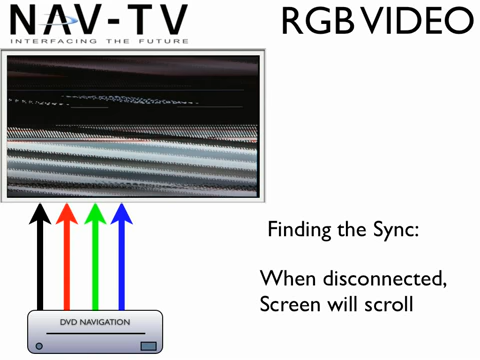 NAV-TV
INTERFACING THE FUTURE
RGB VIDEO
Finding the Sync:
When disconnected,
Screen will scroll
DVD NAVIGATION